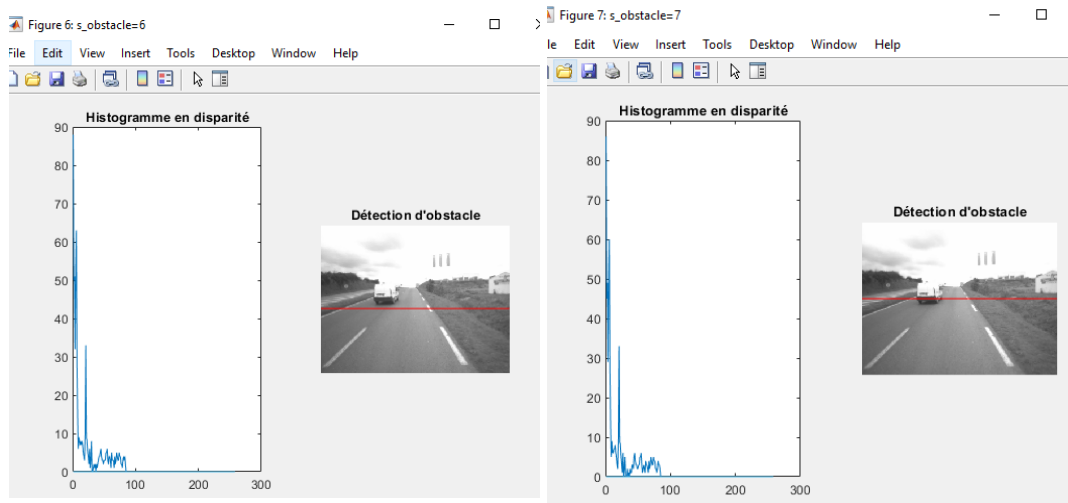 Figure 6: s_obstacle=6
File Edit View Insert Tools Desktop Window Help
Histogramme en disparité
90
80
70
60
50
40
30
20
10
0
0 100 200 300
Détection d'obstacle
Figure 7: s_obstacle=7
le Edit View Insert Tools Desktop Window Help
Histogramme en disparité
90
80
70
60
50
40
30
20
10
0
0 100 200 300
Détection d'obstacle